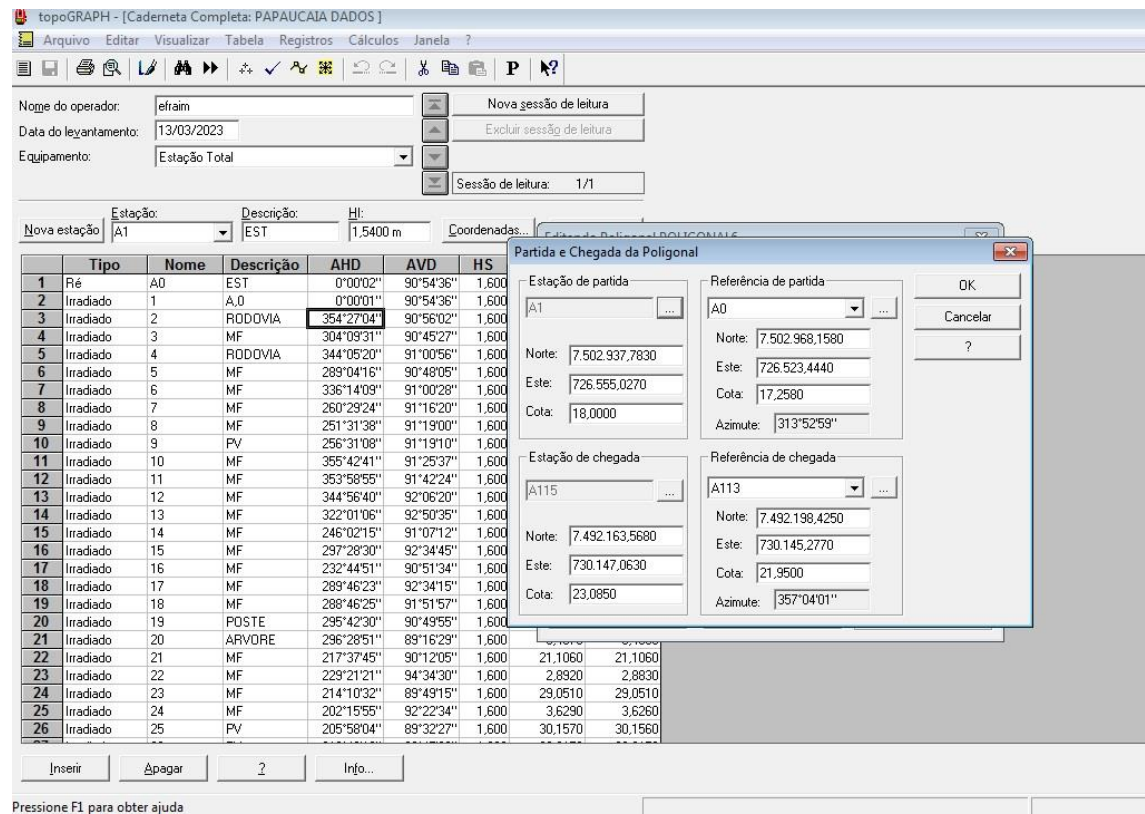 topoGRAPH - [Caderneta Completa: PAPAUCAIA DADOS ]
Arquivo Editar Visualizar Tabela Registros Cálculos Janela ?
P
Nome do operador: efraim
Nova sessão de leitura
Data do levantamento: 13/03/2023
Excluir sessão de leitura
Equipamento: Estação Total
Sessão de leitura: 1/1
Estação: Descrição: HI:
Nova estação A1 EST 1,5400 m Coordenadas...
Tipo Nome Descrição AHD AVD HS
1 Ré A0 EST 0°00'02'' 90°54'36'' 1,600
2 Irradiado 1 A,0 0°00'01'' 90°54'36'' 1,600
3 Irradiado 2 RODOVIA 354°27'04'' 90°56'02'' 1,600
4 Irradiado 3 MF 304°09'31'' 90°45'27'' 1,600
5 Irradiado 4 RODOVIA 344°05'20'' 91°00'56'' 1,600
6 Irradiado 5 MF 289°04'16'' 90°48'05'' 1,600
7 Irradiado 6 MF 336°14'09'' 91°00'28'' 1,600
8 Irradiado 7 MF 260°29'24'' 91°16'20'' 1,600
9 Irradiado 8 MF 251°31'38'' 91°19'00'' 1,600
10 Irradiado 9 PV 256°31'08'' 91°19'10'' 1,600
11 Irradiado 10 MF 355°42'41'' 91°25'37'' 1,600
12 Irradiado 11 MF 353°58'55'' 91°42'24'' 1,600
13 Irradiado 12 MF 344°56'40'' 92°06'20'' 1,600
14 Irradiado 13 MF 322°01'06'' 92°50'35'' 1,600
15 Irradiado 14 MF 246°02'15'' 91°07'12'' 1,600
16 Irradiado 15 MF 297°28'30'' 92°34'45'' 1,600
17 Irradiado 16 MF 232°44'51'' 90°51'34'' 1,600
18 Irradiado 17 MF 289°46'23'' 92°34'15'' 1,600
19 Irradiado 18 MF 288°46'25'' 91°51'57'' 1,600
20 Irradiado 19 POSTE 295°42'30'' 90°49'55'' 1,600
21 Irradiado 20 ARVORE 296°28'51'' 89°16'29'' 1,600
22 Irradiado 21 MF 217°37'45'' 90°12'05'' 1,600 21,1060 21,1060
23 Irradiado 22 MF 229°21'21'' 94°34'30'' 1,600 2,8920 2,8830
24 Irradiado 23 MF 214°10'32'' 89°49'15'' 1,600 29,0510 29,0510
25 Irradiado 24 MF 202°15'55'' 92°22'34'' 1,600 3,6290 3,6260
26 Irradiado 25 PV 205°58'04'' 89°32'27'' 1,600 30,1570 30,1560
Partida e Chegada da Poligonal
Estação de partida
A1 ...
Norte: 7.502.937,7830
Este: 726.555,0270
Cota: 18,0000
Referência de partida
A0 ...
Norte: 7.502.968,1580
Este: 726.523,4440
Cota: 17,2580
Azimute: 313°52'59''
OK
Cancelar
?
Estação de chegada
A115 ...
Norte: 7.492.163,5680
Este: 730.147,0630
Cota: 23,0850
Referência de chegada
A113 ...
Norte: 7.492.198,4250
Este: 730.145,2770
Cota: 21,9500
Azimute: 357°04'01''
Inserir Apagar ? Info...
Pressione F1 para obter ajuda